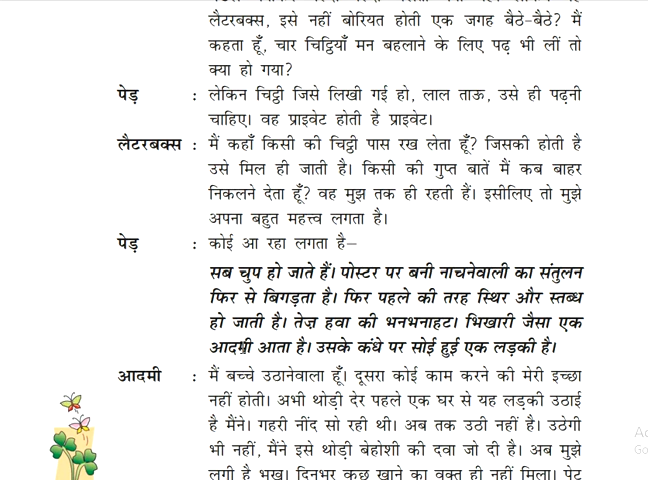 लैटरबक्स, इसे नहीं बोरियत होती एक जगह बैठे-बैठे? मैं
कहता हूँ, चार चिट्ठियाँ मन बहलाने के लिए पढ़ भी लीं तो
क्या हो गया?
पेड़ : लेकिन चिट्ठी जिसे लिखी गई हो, लाल ताऊ, उसे ही पढ़नी
चाहिए। वह प्राइवेट होती है प्राइवेट।
लैटरबक्स : मैं कहाँ किसी की चिट्ठी पास रख लेता हूँ? जिसकी होती है
उसे मिल ही जाती है। किसी की गुप्त बातें मैं कब बाहर
निकलने देता हूँ? वह मुझ तक ही रहती हैं। इसीलिए तो मुझे
अपना बहुत महत्त्व लगता है।
पेड़ : कोई आ रहा लगता है–
सब चुप हो जाते हैं। पोस्टर पर बनी नाचनेवाली का संतुलन
फिर से बिगड़ता है। फिर पहले की तरह स्थिर और स्तब्ध
हो जाती है। तेज़ हवा की भनभनाहट। भिखारी जैसा एक
आदमी आता है। उसके कंधे पर सोई हुई एक लड़की है।
आदमी : मैं बच्चे उठानेवाला हूँ। दूसरा कोई काम करने की मेरी इच्छा
नहीं होती। अभी थोड़ी देर पहले एक घर से यह लड़की उठाई
है मैंने। गहरी नींद सो रही थी। अब तक उठी नहीं है। उठेगी
भी नहीं, मैंने इसे थोड़ी बेहोशी की दवा जो दी है। अब मुझे
लगी है भूख। दिनभर कुछ खाने का वक्त ही नहीं मिला। पेट